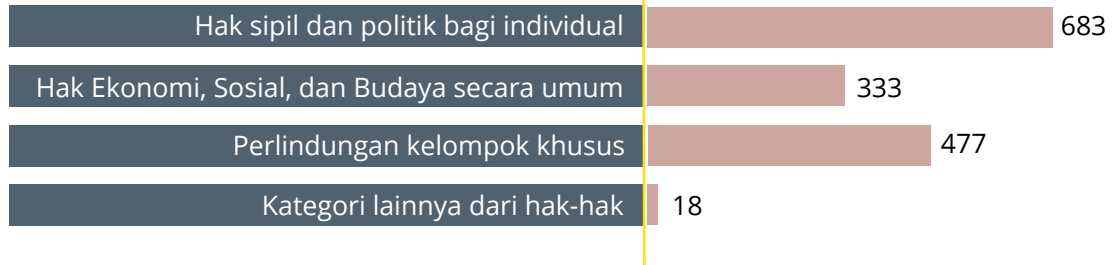 Hak sipil dan politik bagi individual 683
Hak Ekonomi, Sosial, dan Budaya secara umum 333
Perlindungan kelompok khusus 477
Kategori lainnya dari hak-hak 18